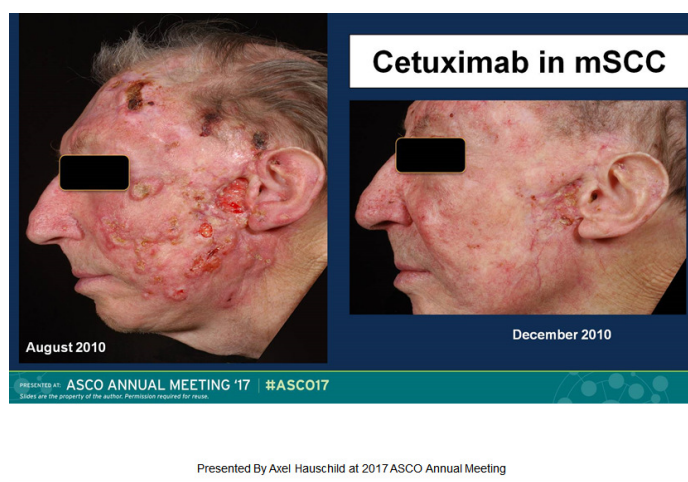 Cetuximab in mSCC
August 2010
December 2010
PRESENTED AT: ASCO ANNUAL MEETING '17 | #ASCO17
Slides are the property of the author. Permission required for reuse.
Presented By Axel Hauschild at 2017 ASCO Annual Meeting